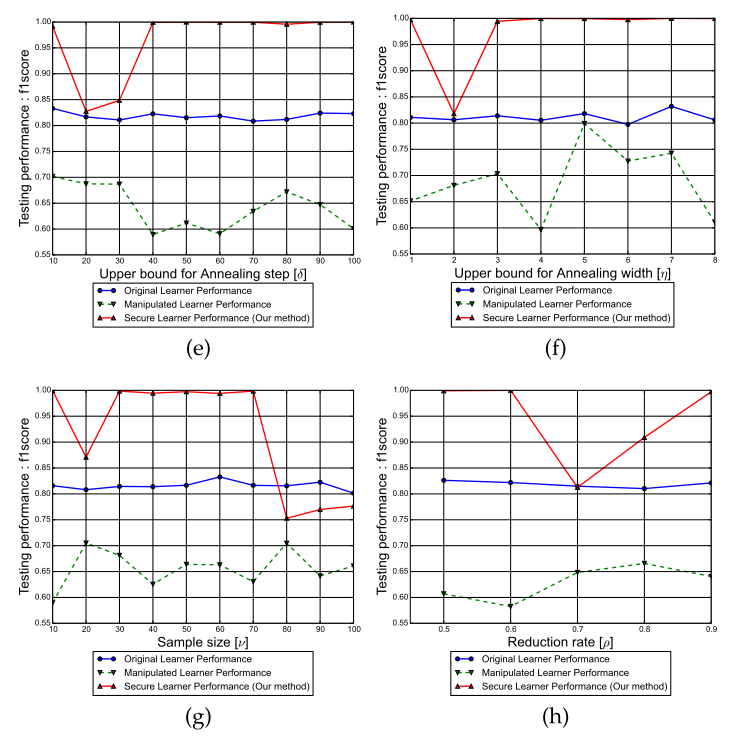 1.00
0.95
0.90
0.85
0.80
0.75
0.70
0.65
0.60
0.55
Testing performance : f1score
10 20 30 40 50 60 70 80 90 100
Upper bound for Annealing step [δ]
Original Learner Performance
Manipulated Learner Performance
Secure Learner Performance (Our method)
(e)
1.00
0.95
0.90
0.85
0.80
0.75
0.70
0.65
0.60
0.55
Testing performance : f1score
1 2 3 4 5 6 7 8
Upper bound for Annealing width [η]
Original Learner Performance
Manipulated Learner Performance
Secure Learner Performance (Our method)
(f)
1.00
0.95
0.90
0.85
0.80
0.75
0.70
0.65
0.60
0.55
Testing performance : f1score
10 20 30 40 50 60 70 80 90 100
Sample size [ν]
Original Learner Performance
Manipulated Learner Performance
Secure Learner Performance (Our method)
(g)
1.00
0.95
0.90
0.85
0.80
0.75
0.70
0.65
0.60
0.55
Testing performance : f1score
0.5 0.6 0.7 0.8 0.9
Reduction rate [ρ]
Original Learner Performance
Manipulated Learner Performance
Secure Learner Performance (Our method)
(h)